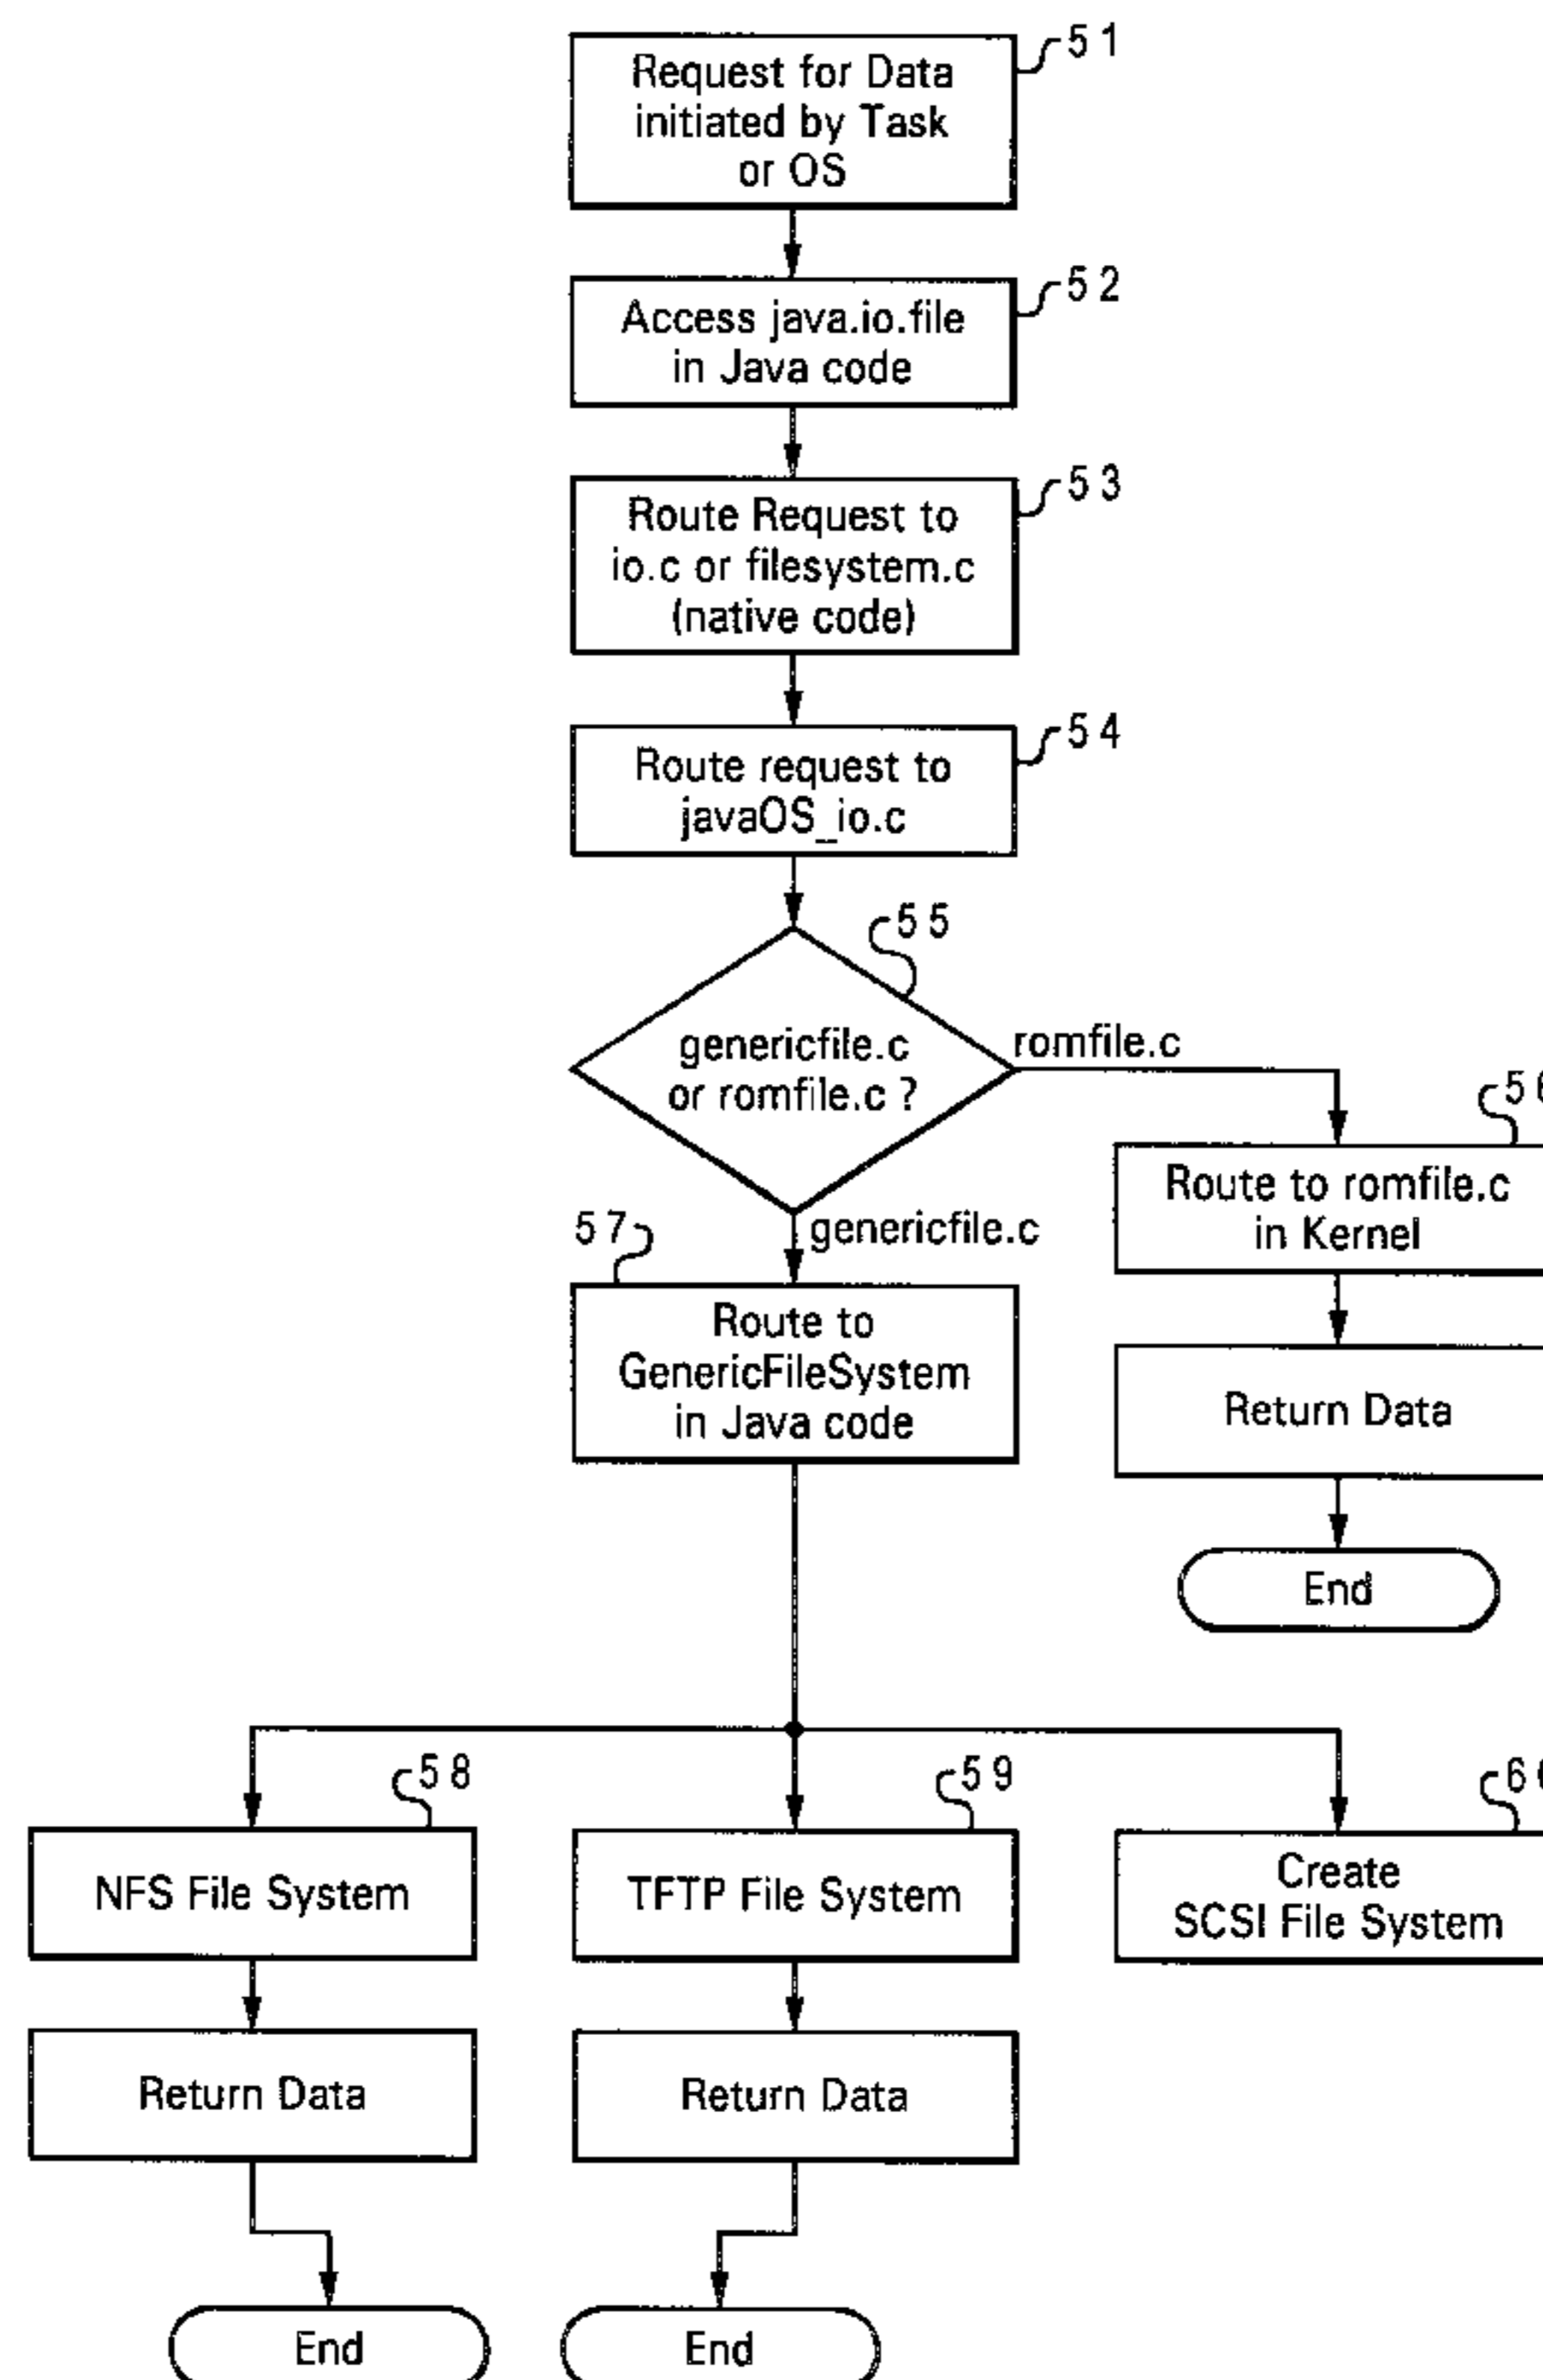 51
Request for Data
initiated by Task
or OS
52
Access java.io.file
in Java code
53
Route Request to
io.c or filesystem.c
(native code)
54
Route request to
javaOS_io.c
55
genericfile.c
or romfile.c ?
romfile.c
Route to romfile.c
in Kernel
57
genericfile.c
Route to
GenericFileSystem
in Java code
Return Data
End
58
59
NFS File System
TFTP File System
Create
SCSI File System
Return Data
Return Data
End
End